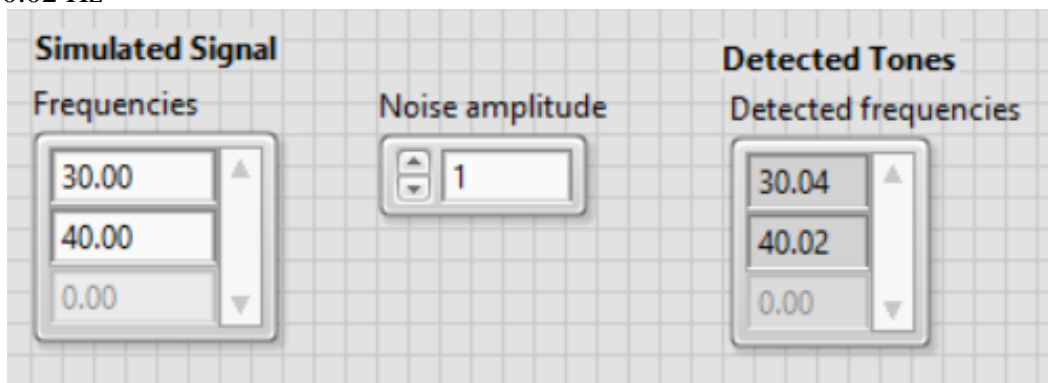 Simulated Signal
Frequencies
30.00
40.00
0.00
Noise amplitude
1
Detected Tones
Detected frequencies
30.04
40.02
0.00